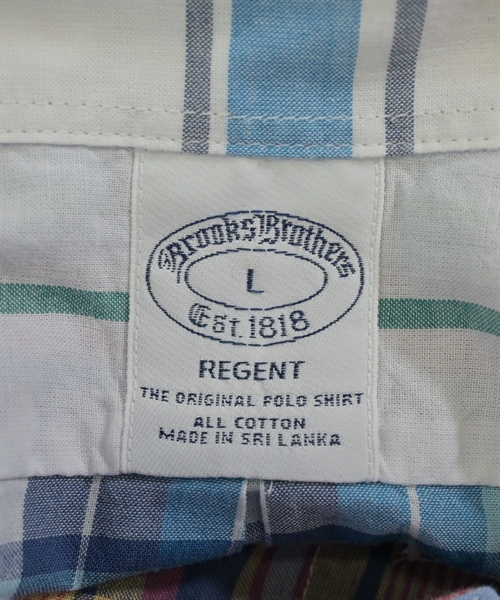 Brooks Brothers
L
Est. 1818
REGENT
THE ORIGINAL POLO SHIRT
ALL COTTON
MADE IN SRI LANKA